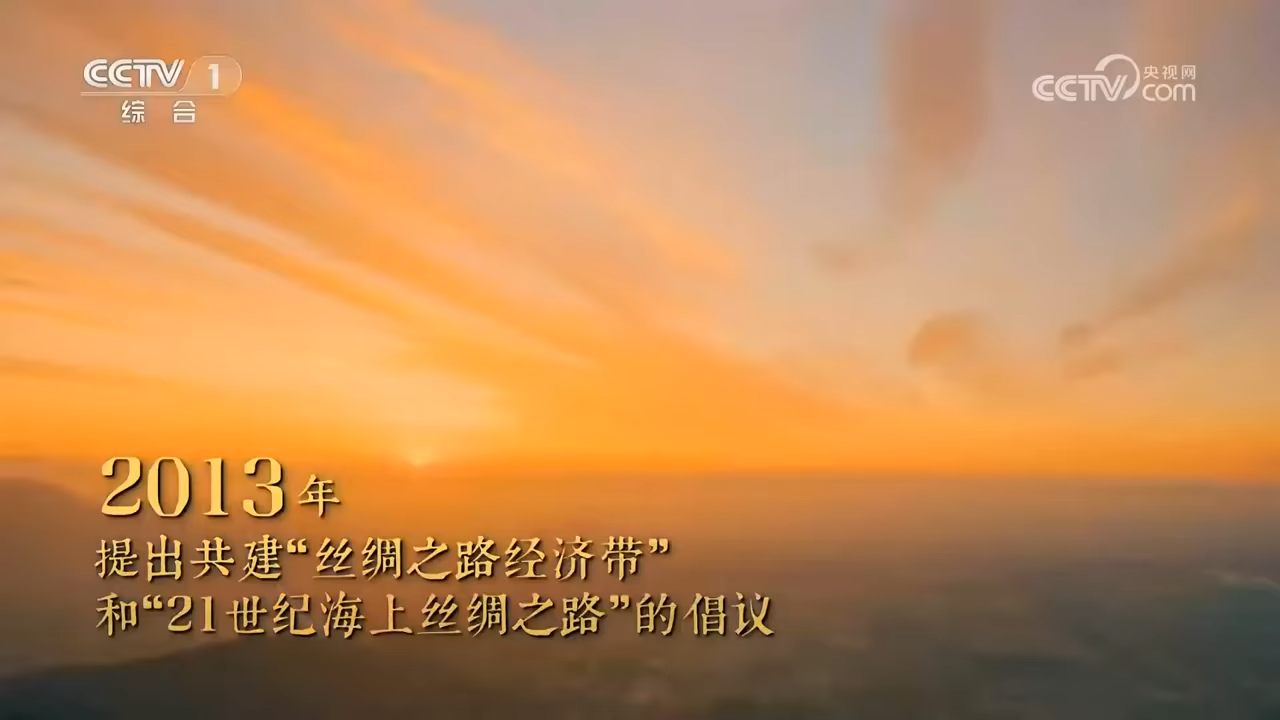 CCTV 1
综合
央视网
CCTV com
2013年
提出共建“丝绸之路经济带”
和“21世纪海上丝绸之路”的倡议